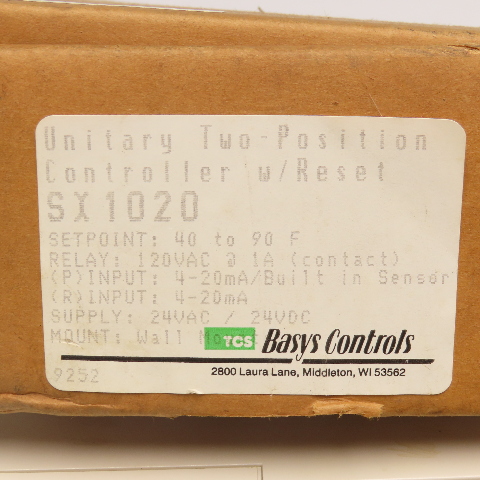 Unitary Two-Position
Controller w/Reset
SX1020
SETPOINT: 40 to 90 F
RELAY: 120VAC @ 1A (contact)
(P)INPUT: 4-20mA/Built in Sensor
(R)INPUT: 4-20mA
SUPPLY: 24VAC / 24VDC
MOUNT: Wall Mount
TCS Basys Controls
2800 Laura Lane, Middleton, WI 53562
9252